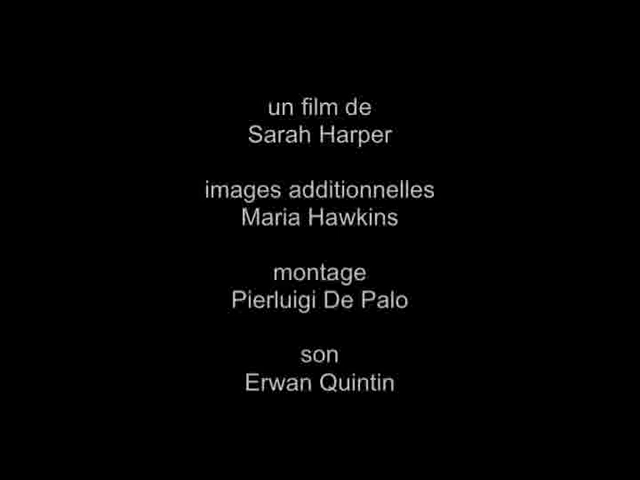 un film de
Sarah Harper
images additionnelles
Maria Hawkins
montage
Pierluigi De Palo
son
Erwan Quintin